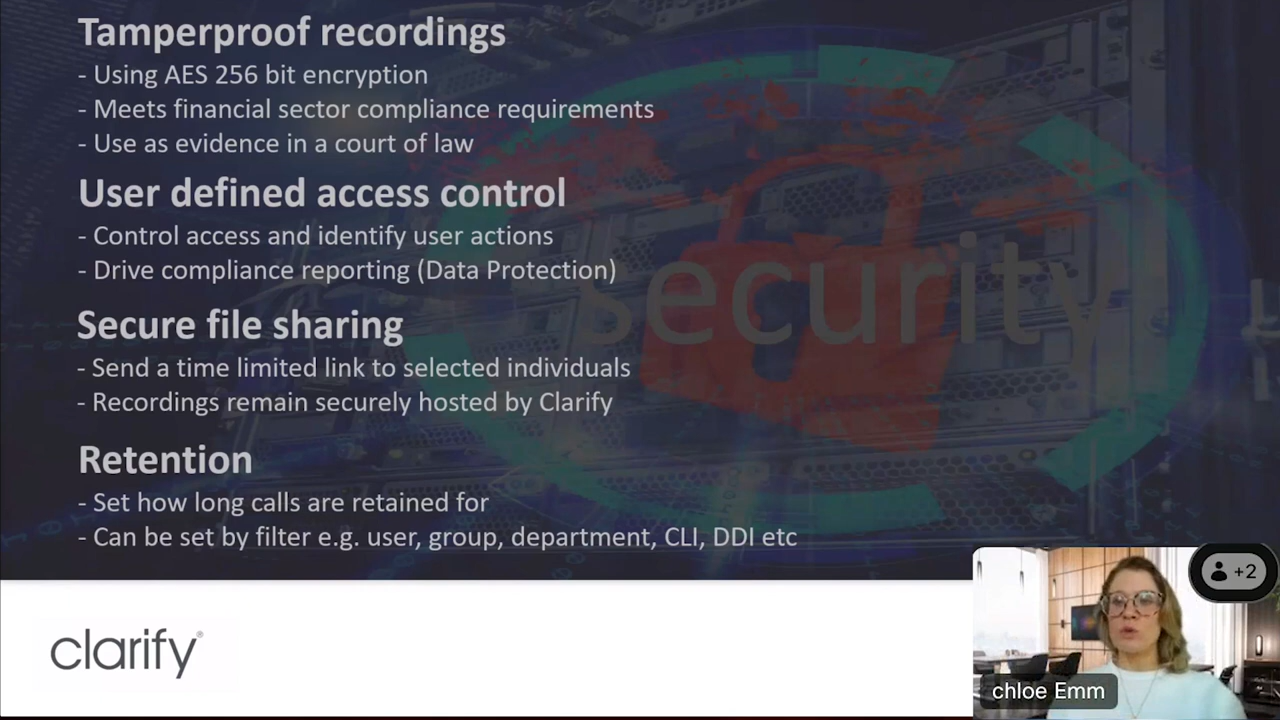 Tamperproof recordings
- Using AES 256 bit encryption
- Meets financial sector compliance requirements
- Use as evidence in a court of law
User defined access control
- Control access and identify user actions
- Drive compliance reporting (Data Protection)
security
Secure file sharing
- Send a time limited link to selected individuals
- Recordings remain securely hosted by Clarify
Retention
- Set how long calls are retained for
- Can be set by filter e.g. user, group, department, CLI, DDI etc
+2
clarify®
chloe Emm